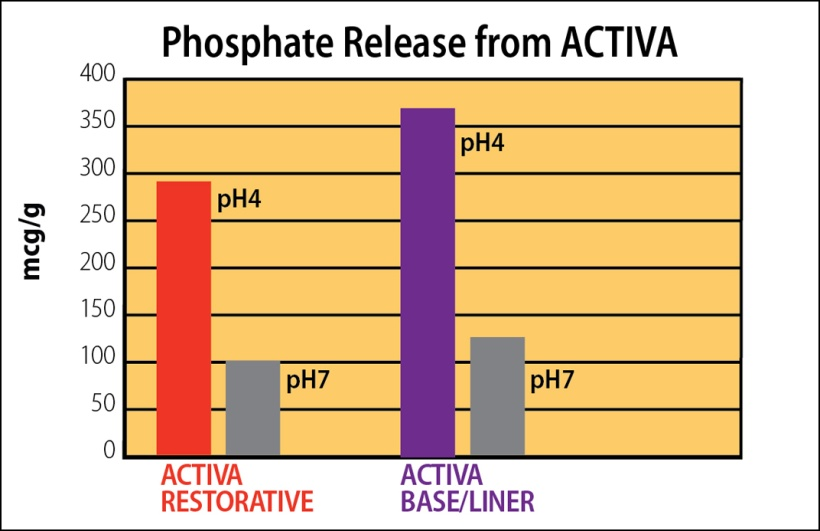 Phosphate Release from ACTIVA
400
350
300
250
200
150
100
50
0
mcg/g
pH4
pH7
pH4
pH7
ACTIVA
RESTORATIVE
ACTIVA
BASE/LINER